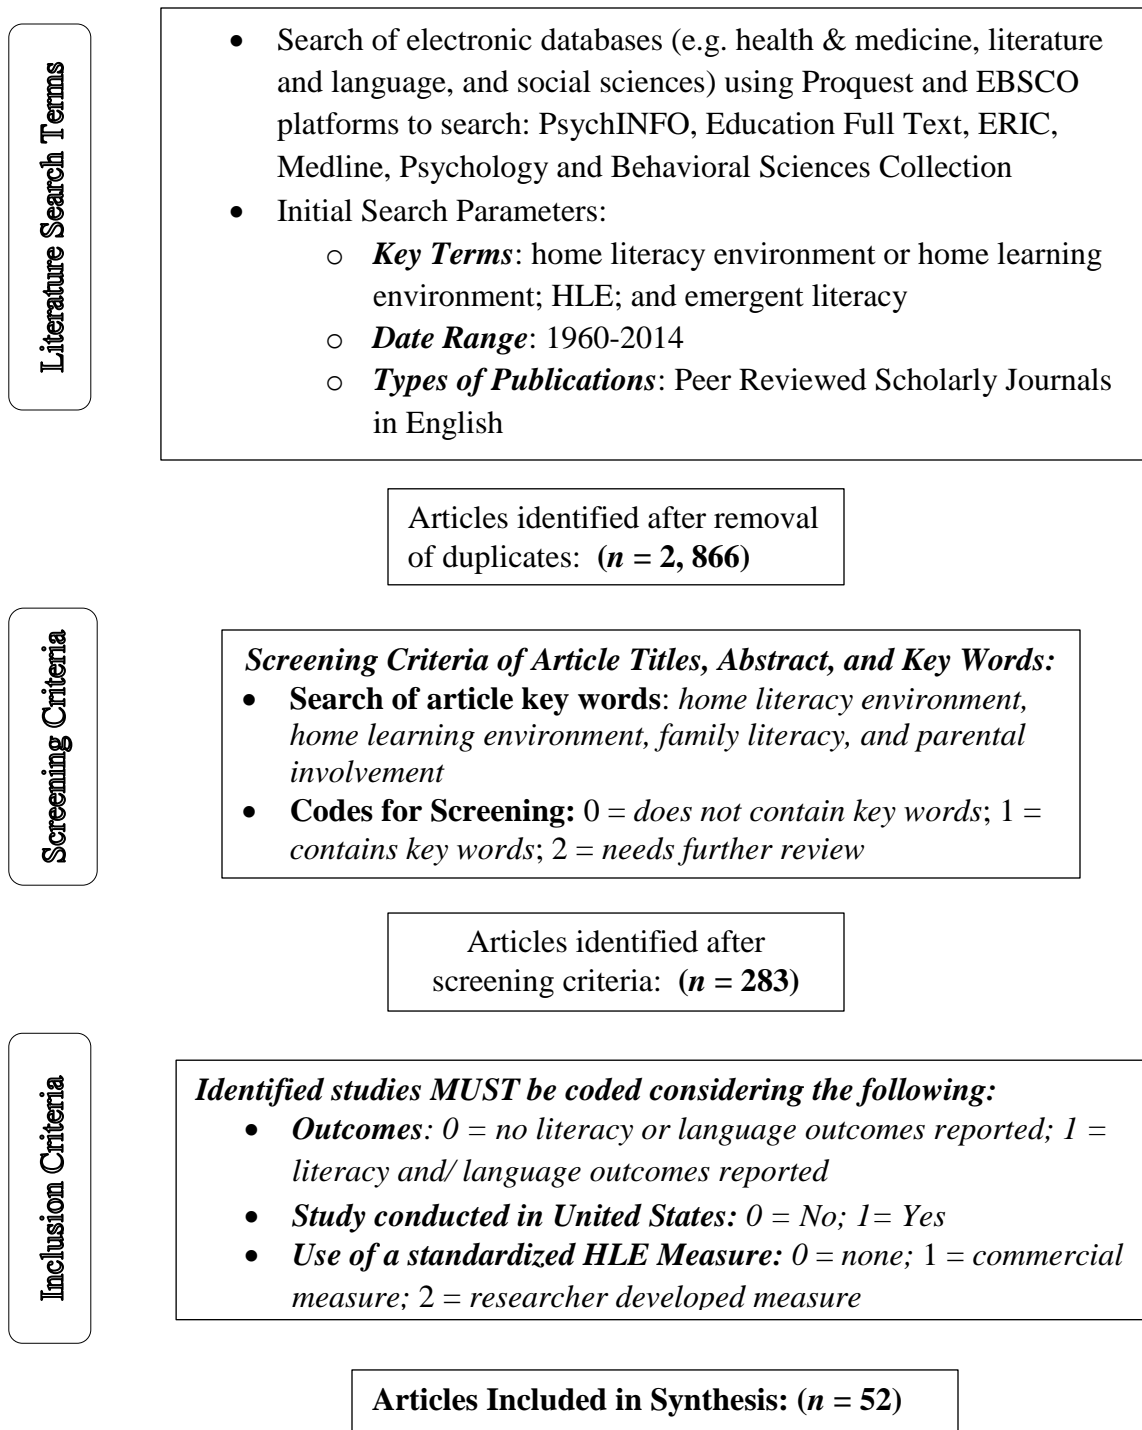 Literature Search Terms
• Search of electronic databases (e.g. health & medicine, literature
and language, and social sciences) using Proquest and EBSCO
platforms to search: PsychINFO, Education Full Text, ERIC,
Medline, Psychology and Behavioral Sciences Collection
• Initial Search Parameters:
o Key Terms: home literacy environment or home learning
environment; HLE; and emergent literacy
o Date Range: 1960-2014
o Types of Publications: Peer Reviewed Scholarly Journals
in English
Articles identified after removal
of duplicates: (n = 2, 866)
Screening Criteria
Screening Criteria of Article Titles, Abstract, and Key Words:
• Search of article key words: home literacy environment,
home learning environment, family literacy, and parental
involvement
• Codes for Screening: 0 = does not contain key words; 1 =
contains key words; 2 = needs further review
Articles identified after
screening criteria: (n = 283)
Inclusion Criteria
Identified studies MUST be coded considering the following:
• Outcomes: 0 = no literacy or language outcomes reported; 1 =
literacy and/ language outcomes reported
• Study conducted in United States: 0 = No; 1= Yes
• Use of a standardized HLE Measure: 0 = none; 1 = commercial
measure; 2 = researcher developed measure
Articles Included in Synthesis: (n = 52)